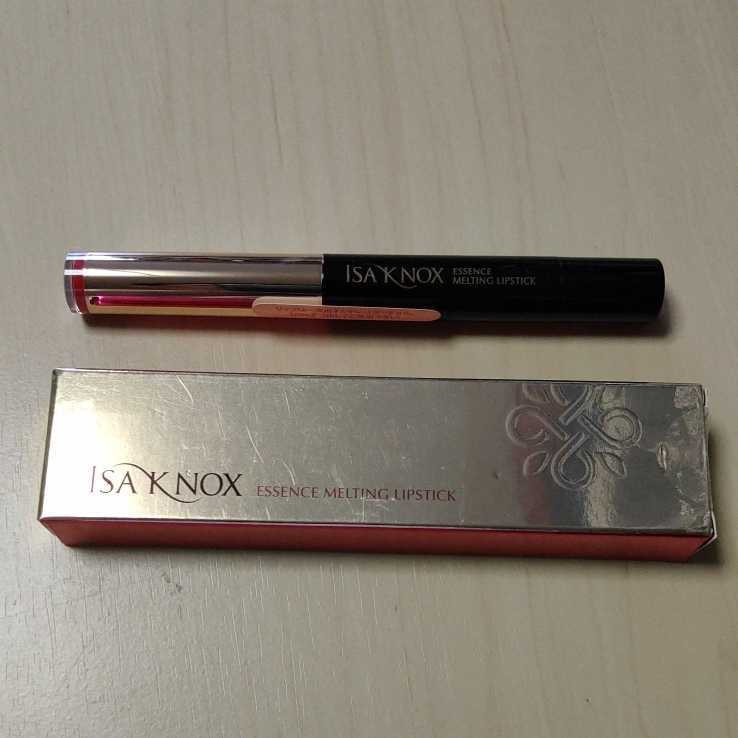 ISA KNOX
ESSENCE
MELTING LIPSTICK
ISA KNOX
ESSENCE MELTING LIPSTICK